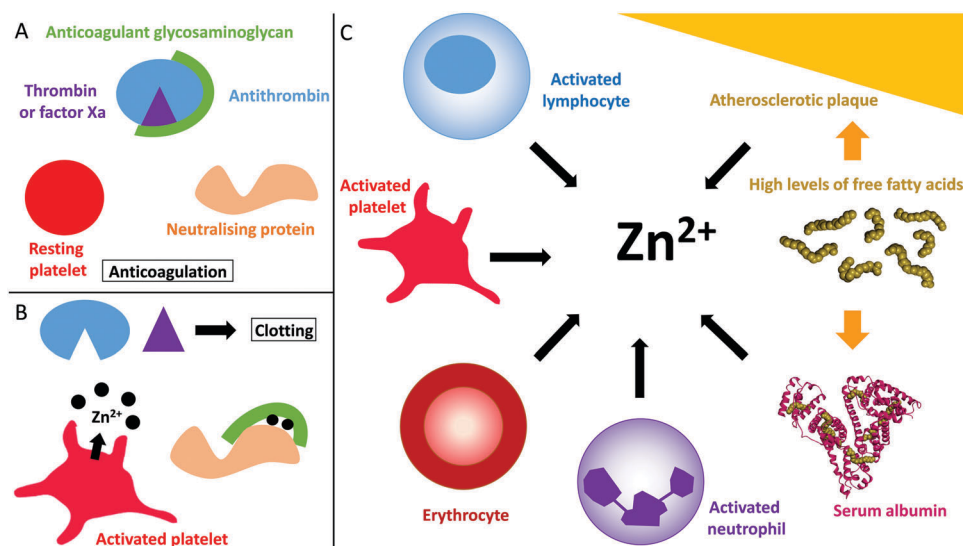 A
Anticoagulant glycosaminoglycan
Thrombin
or factor Xa
Antithrombin
Resting
platelet
Neutralising protein
Anticoagulation
B
Clotting
Zn²⁺
Activated platelet
C
Activated
lymphocyte
Atherosclerotic plaque
Activated
platelet
High levels of free fatty acids
Zn²⁺
Erythrocyte
Activated
neutrophil
Serum albumin